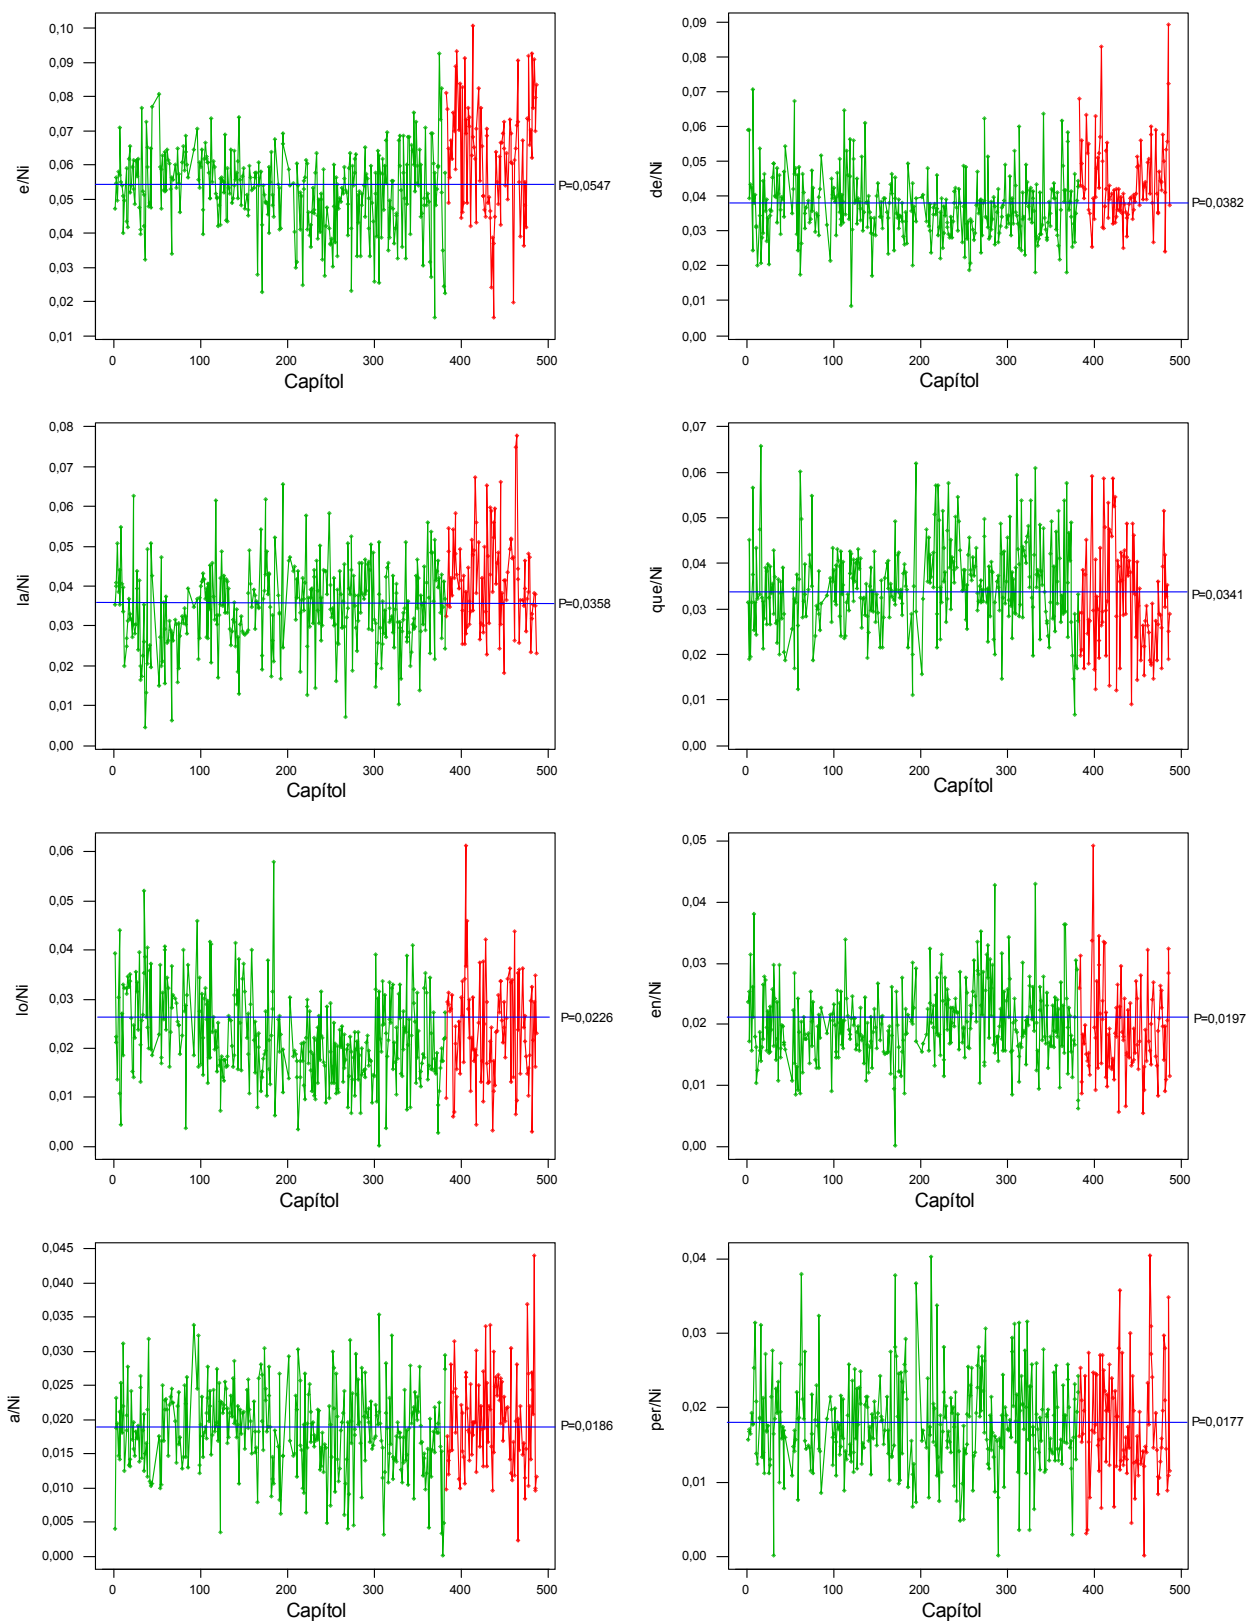 0,10
0,09
0,08
0,07
0,06
0,05
0,04
0,03
0,02
0,01
e/Ni
P=0,0547
0 100 200 300 400 500
Capítol
0,09
0,08
0,07
0,06
0,05
0,04
0,03
0,02
0,01
0,00
de/Ni
P=0,0382
0 100 200 300 400 500
Capítol
0,08
0,07
0,06
0,05
0,04
0,03
0,02
0,01
0,00
la/Ni
P=0,0358
0 100 200 300 400 500
Capítol
0,07
0,06
0,05
0,04
0,03
0,02
0,01
0,00
que/Ni
P=0,0341
0 100 200 300 400 500
Capítol
0,06
0,05
0,04
0,03
0,02
0,01
0,00
lo/Ni
P=0,0226
0 100 200 300 400 500
Capítol
0,05
0,04
0,03
0,02
0,01
0,00
en/Ni
P=0,0197
0 100 200 300 400 500
Capítol
0,045
0,040
0,035
0,030
0,025
0,020
0,015
0,010
0,005
0,000
a/Ni
P=0,0186
0 100 200 300 400 500
Capítol
0,04
0,03
0,02
0,01
0,00
per/Ni
P=0,0177
0 100 200 300 400 500
Capítol